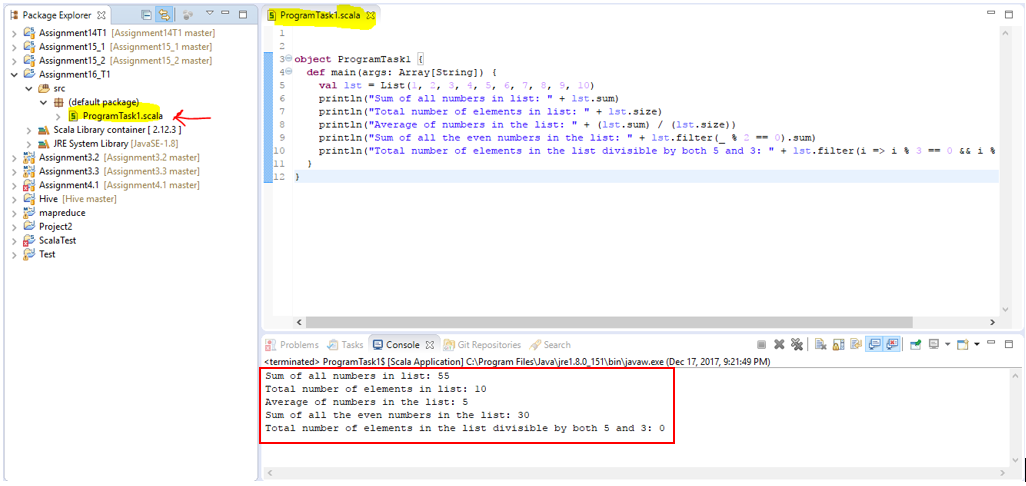 Package Explorer
Assignment14T1 [Assignment14T1 master]
Assignment15_1 [Assignment15_1 master]
Assignment15_2 [Assignment15_2 master]
Assignment16_T1
src
(default package)
ProgramTask1.scala
Scala Library container [ 2.12.3 ]
JRE System Library [JavaSE-1.8]
Assignment3.2 [Assignment3.2 master]
Assignment3.3 [Assignment3.3 master]
Assignment4.1 [Assignment4.1 master]
Hive [Hive master]
mapreduce
Project2
ScalaTest
Test
ProgramTask1.scala
1
2
3 object ProgramTask1 {
4 def main(args: Array[String]) {
5 val lst = List(1, 2, 3, 4, 5, 6, 7, 8, 9, 10)
6 println("Sum of all numbers in list: " + lst.sum)
7 println("Total number of elements in list: " + lst.size)
8 println("Average of numbers in the list: " + (lst.sum) / (lst.size))
9 println("Sum of all the even numbers in the list: " + lst.filter(_ % 2 == 0).sum)
10 println("Total number of elements in the list divisible by both 5 and 3: " + lst.filter(i => i % 3 == 0 && i %
11 }
12 }
Problems Tasks Console Git Repositories Search
<terminated> ProgramTask1$ [Scala Application] C:\Program Files\Java\jre1.8.0_151\bin\javaw.exe (Dec 17, 2017, 9:21:49 PM)
Sum of all numbers in list: 55
Total number of elements in list: 10
Average of numbers in the list: 5
Sum of all the even numbers in the list: 30
Total number of elements in the list divisible by both 5 and 3: 0